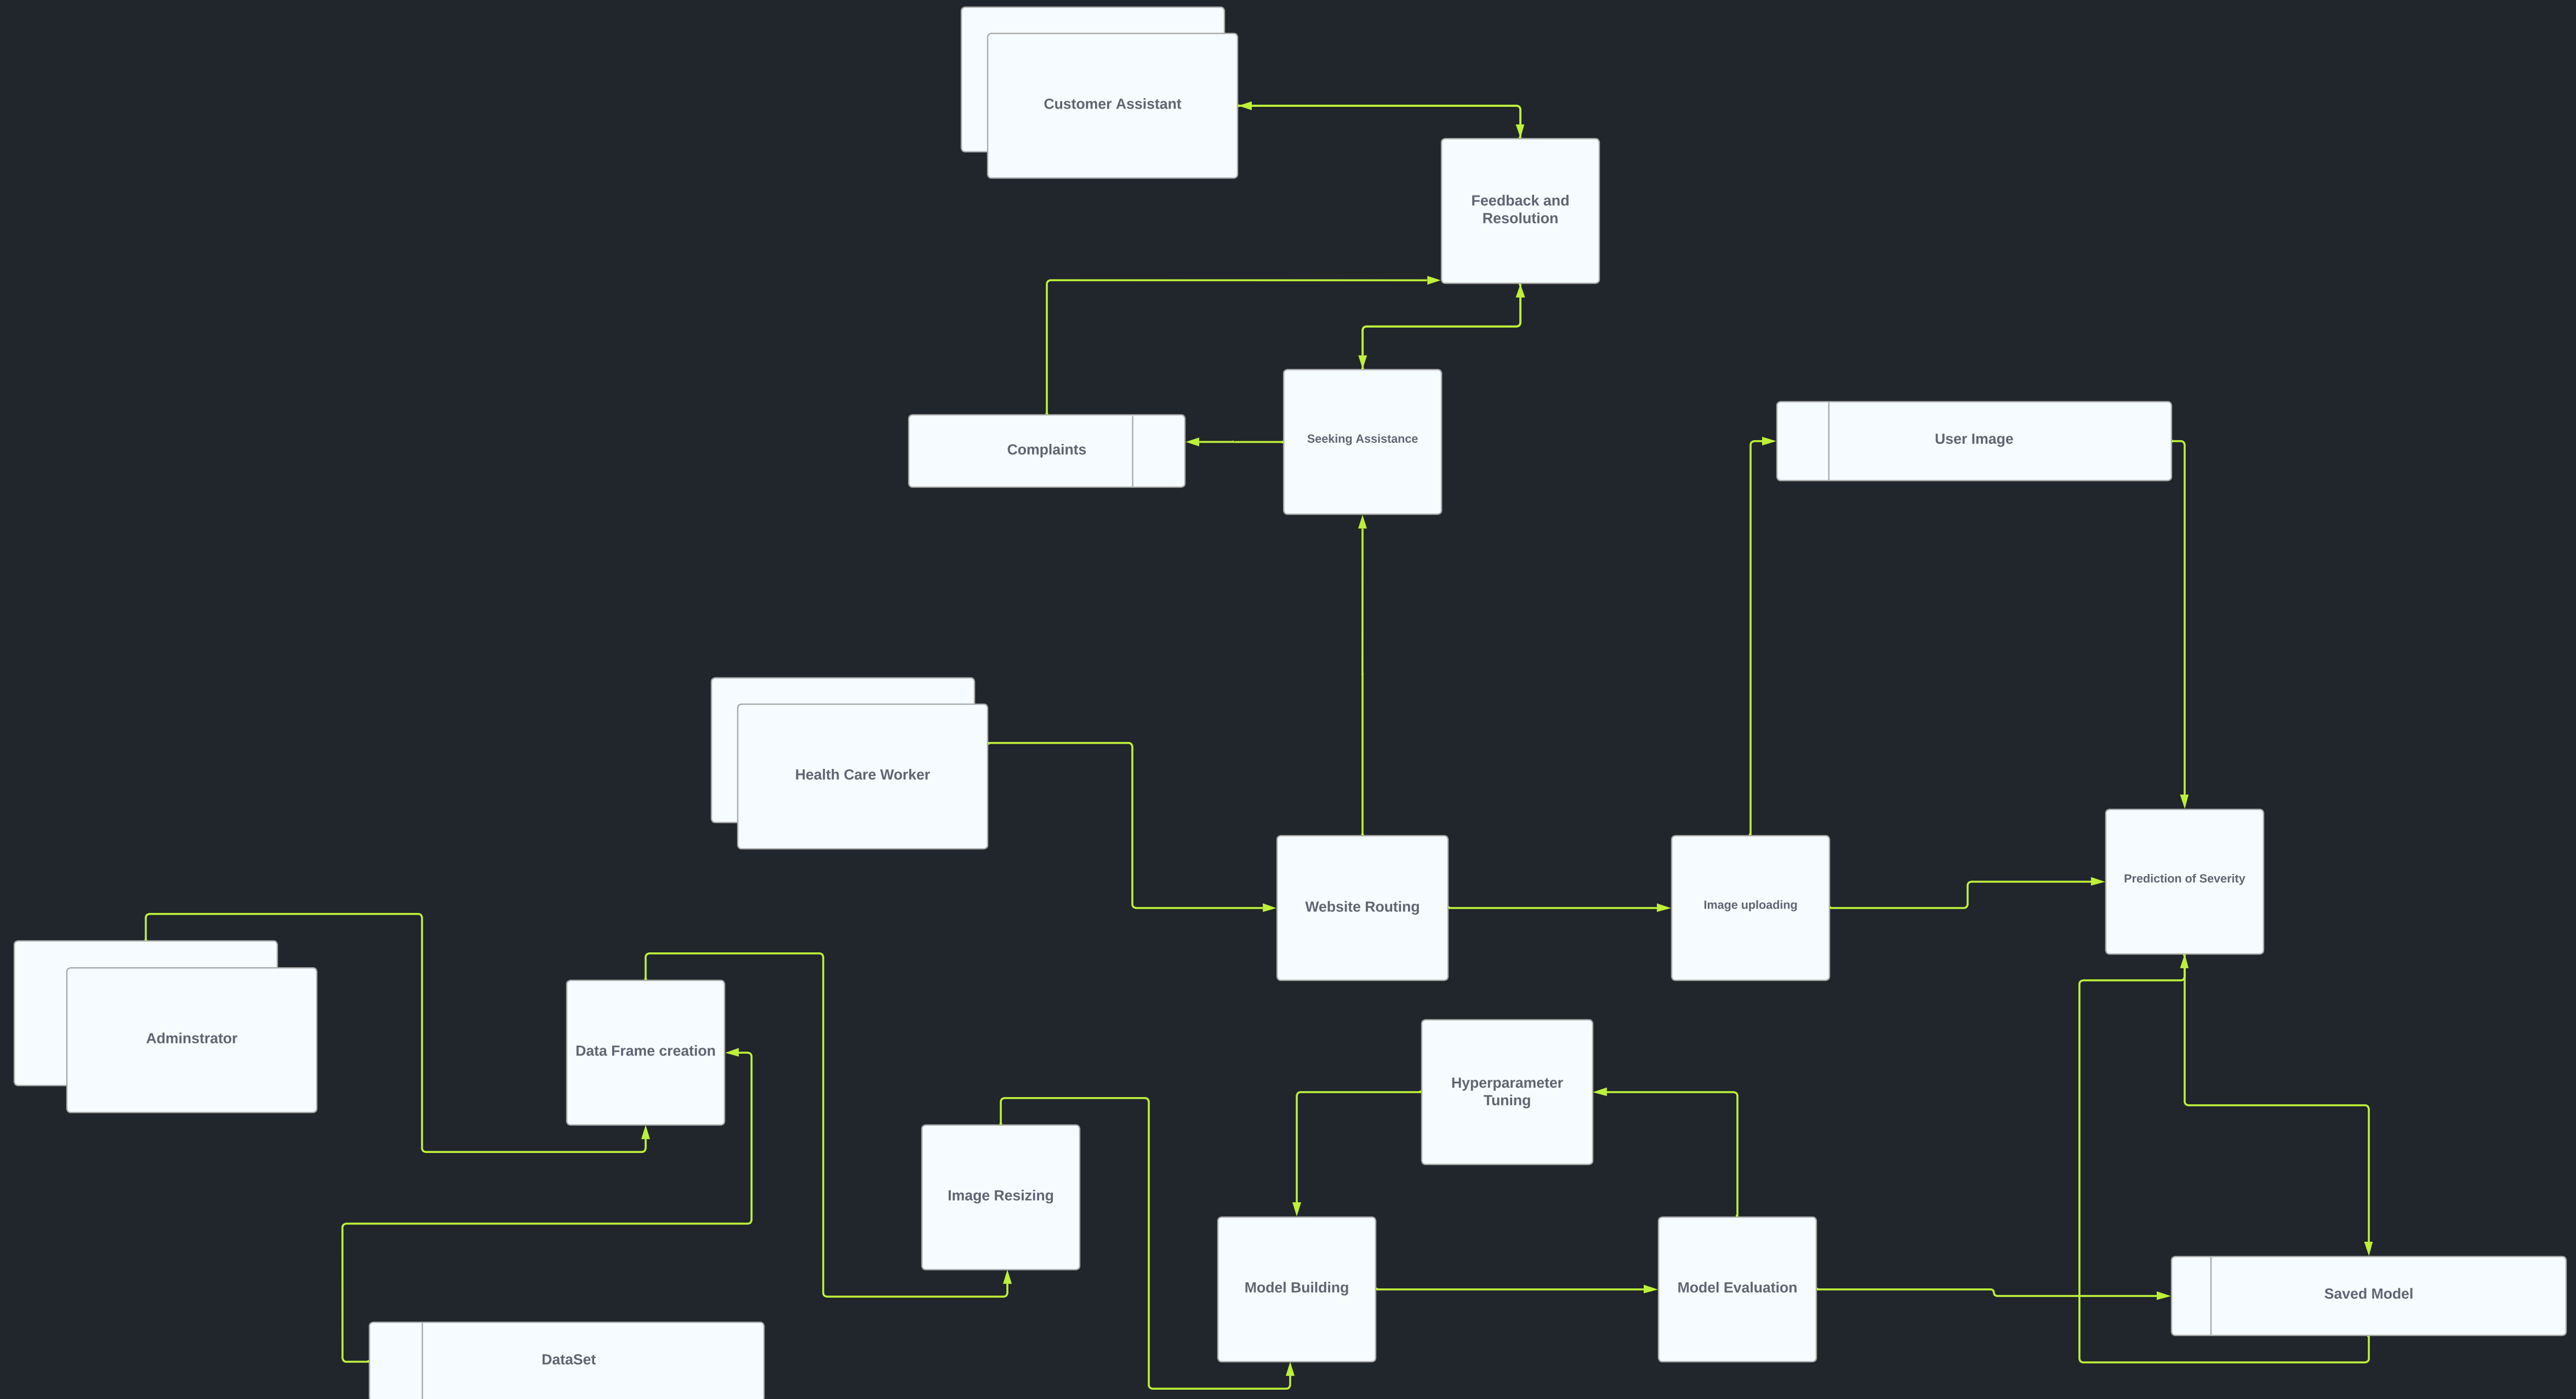 Customer Assistant
Feedback and
Resolution
Seeking Assistance
Complaints
User Image
Health Care Worker
Website Routing
Image uploading
Prediction of Severity
Adminstrator
Data Frame creation
Hyperparameter
Tuning
Image Resizing
Model Building
Model Evaluation
Saved Model
DataSet